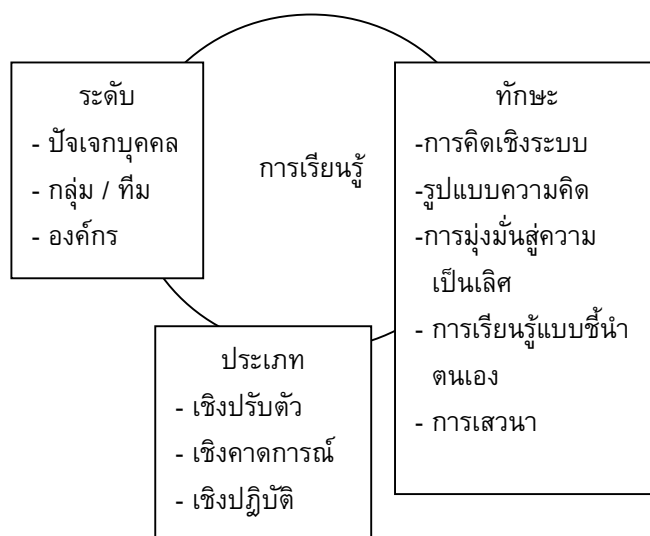 ระดับ
- ปัจเจกบุคคล
- กลุ่ม / ทีม
- องค์กร
การเรียนรู้
ทักษะ
-การคิดเชิงระบบ
-รูปแบบความคิด
-การมุ่งมั่นสู่ความ
เป็นเลิศ
- การเรียนรู้แบบชี้นำ
ตนเอง
- การเสวนา
ประเภท
- เชิงปรับตัว
- เชิงคาดการณ์
- เชิงปฎิบัติ